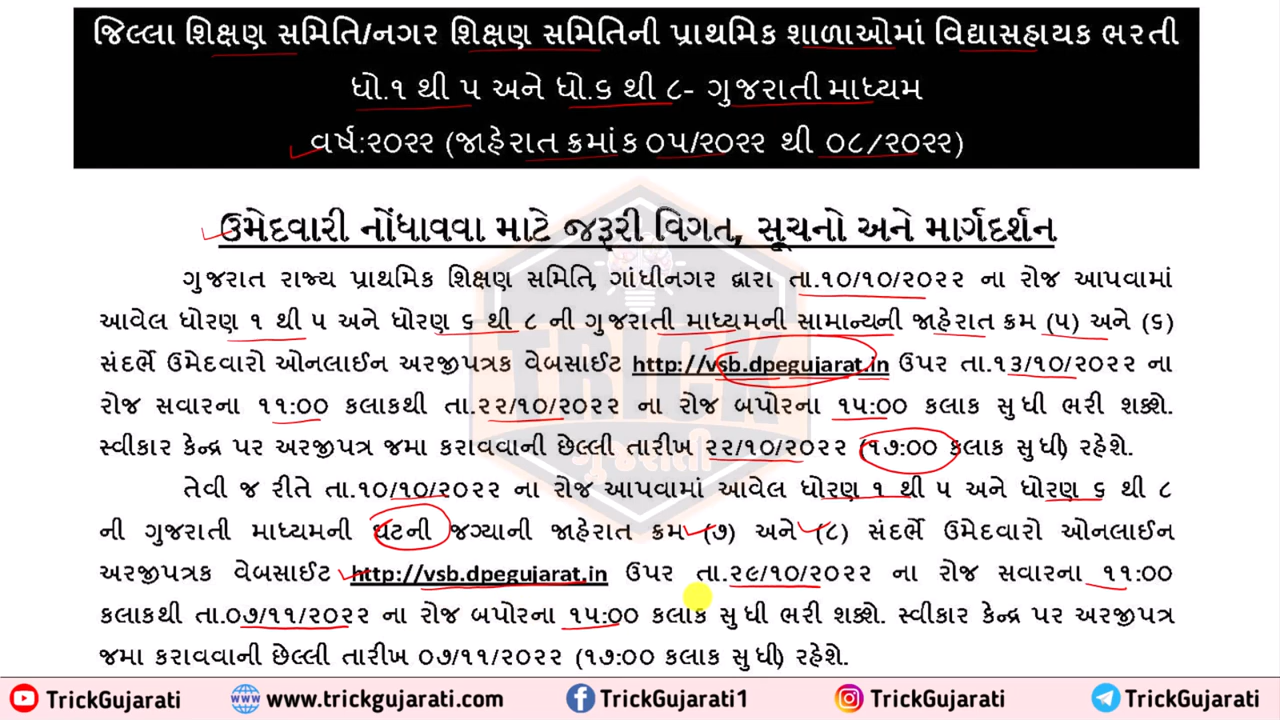 જિલ્લા શિક્ષણ સમિતિ/નગર શિક્ષણ સમિતિની પ્રાથમિક શાળાઓમાં વિદ્યાસહાયક ભરતી
ધો.૧ થી ૫ અને ધો.૬ થી ૮- ગુજરાતી માધ્યમ
વર્ષ:૨૦૨૨ (જાહેરાત ક્રમાંક ૦૫/૨૦૨૨ થી ૦૮/૨૦૨૨)
ઉમેદવારી નોંધાવવા માટે જરૂરી વિગત, સૂચનો અને માર્ગદર્શન
ગુજરાત રાજ્ય પ્રાથમિક શિક્ષણ સમિતિ, ગાંધીનગર દ્વારા તા.૧૦/૧૦/૨૦૨૨ ના રોજ આપવામાં
આવેલ ધોરણ ૧ થી ૫ અને ધોરણ ૬ થી ૮ ની ગુજરાતી માધ્યમની સામાન્યની જાહેરાત ક્રમ (૫) અને (૬)
સંદર્ભે ઉમેદવારો ઓનલાઈન અરજીપત્રક વેબસાઈટ http://vsb.dpegujarat.in ઉપર તા.૧૩/૧૦/૨૦૨૨ ના
રોજ સવારના ૧૧:૦૦ કલાકથી તા.૨૨/૧૦/૨૦૨૨ ના રોજ બપોરના ૧૫:૦૦ કલાક સુધી ભરી શક્શે.
સ્વીકાર કેન્દ્ર પર અરજીપત્ર જમા કરાવવાની છેલ્લી તારીખ ૨૨/૧૦/૨૦૨૨ (૧૭:૦૦ કલાક સુધી) રહેશે.
તેવી જ રીતે તા.૧૦/૧૦/૨૦૨૨ ના રોજ આપવામાં આવેલ ધોરણ ૧ થી ૫ અને ધોરણ ૬ થી ૮
ની ગુજરાતી માધ્યમની ઘટની જગ્યાની જાહેરાત ક્રમ (૭) અને (૮) સંદર્ભે ઉમેદવારો ઓનલાઈન
અરજીપત્રક વેબસાઈટ http://vsb.dpegujarat.in ઉપર તા.૨૯/૧૦/૨૦૨૨ ના રોજ સવારના ૧૧:૦૦
કલાકથી તા.૦૭/૧૧/૨૦૨૨ ના રોજ બપોરના ૧૫:૦૦ કલાક સુધી ભરી શક્શે. સ્વીકાર કેન્દ્ર પર અરજીપત્ર
જમા કરાવવાની છેલ્લી તારીખ ૦૭/૧૧/૨૦૨૨ (૧૭:૦૦ કલાક સુધી) રહેશે.
TRICK
ગુજરાતી
TrickGujarati www.trickgujarati.com TrickGujarati1 TrickGujarati TrickGujarati